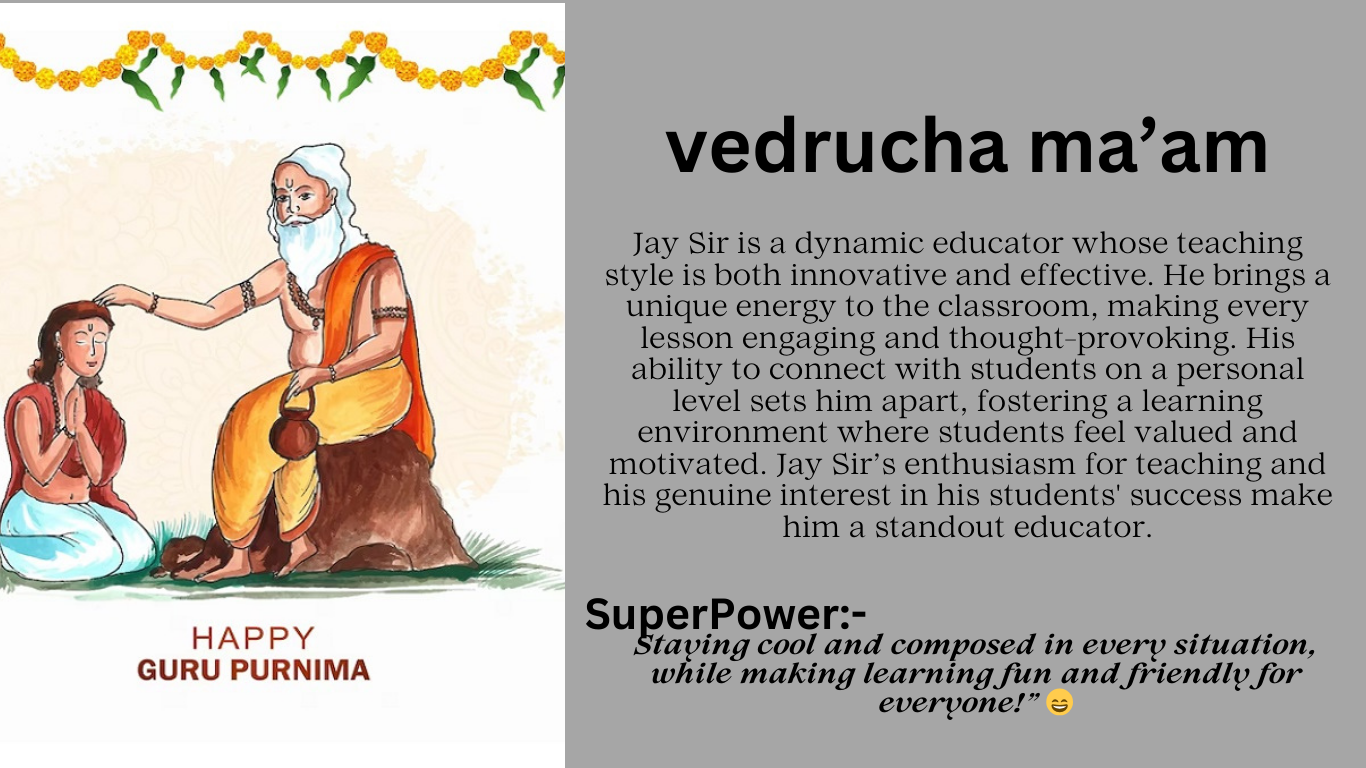 HAPPY
GURU PURNIMA
vedrucha ma’am
Jay Sir is a dynamic educator whose teaching
style is both innovative and effective. He brings a
unique energy to the classroom, making every
lesson engaging and thought-provoking. His
ability to connect with students on a personal
level sets him apart, fostering a learning
environment where students feel valued and
motivated. Jay Sir’s enthusiasm for teaching and
his genuine interest in his students' success make
him a standout educator.
SuperPower:-
Staying cool and composed in every situation,
while making learning fun and friendly for
everyone!” 😄